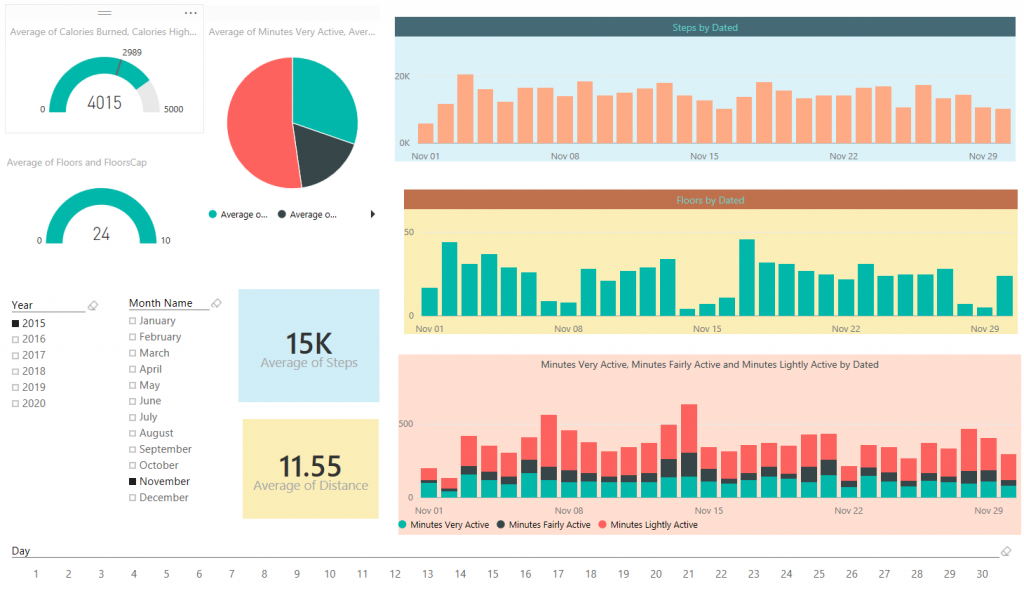 Average of Calories Burned, Calories High...
2989
4015
0
5000
Average of Minutes Very Active, Aver...
Average o...
Average o...
Average of Floors and FloorsCap
24
0
10
Steps by Dated
20K
0K
Nov 01
Nov 08
Nov 15
Nov 22
Nov 29
Floors by Dated
50
0
Nov 01
Nov 08
Nov 15
Nov 22
Nov 29
Year
2015
2016
2017
2018
2019
2020
Month Name
January
February
March
April
May
June
July
August
September
October
November
December
15K
Average of Steps
11.55
Average of Distance
Minutes Very Active, Minutes Fairly Active and Minutes Lightly Active by Dated
500
0
Nov 01
Nov 08
Nov 15
Nov 22
Nov 29
Minutes Very Active
Minutes Fairly Active
Minutes Lightly Active
Day
1 2 3 4 5 6 7 8 9 10 11 12 13 14 15 16 17 18 19 20 21 22 23 24 25 26 27 28 29 30